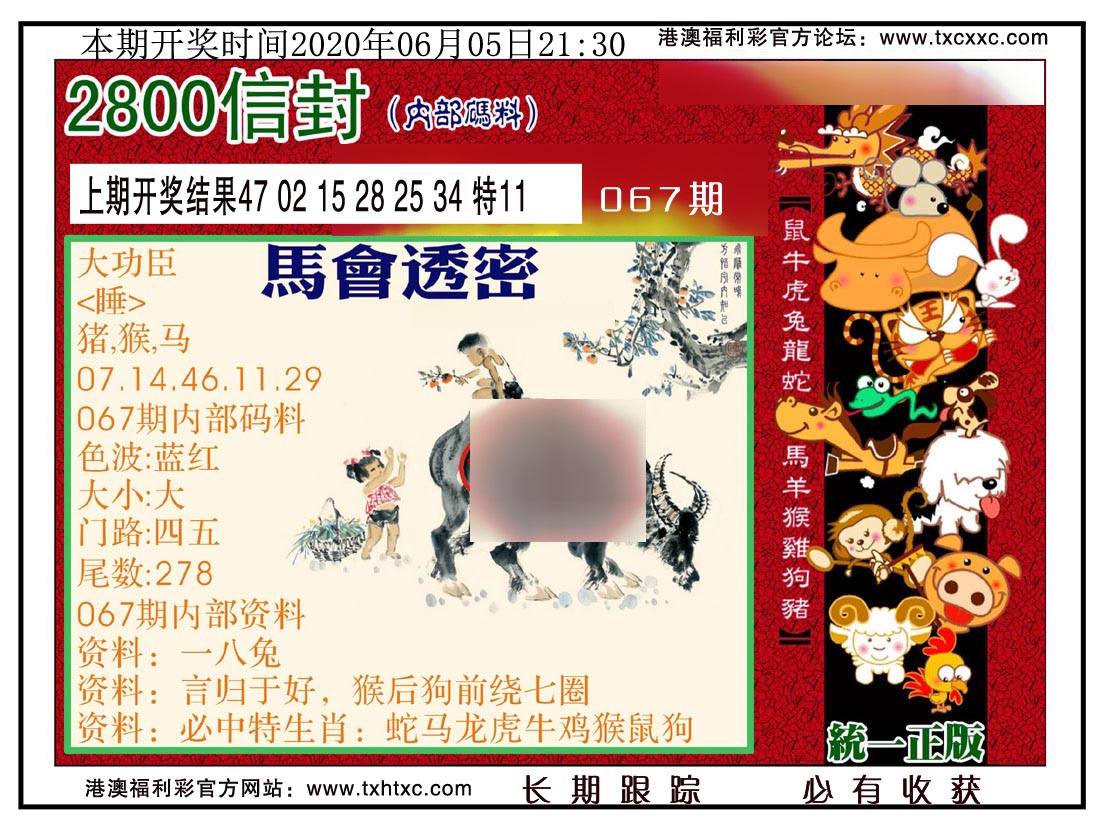 本期开奖时间2020年06月05日21:30
港澳福利彩官方论坛：www.txcxxc.com
2800信封
（内部碼料）
上期开奖结果47 02 15 28 25 34 特11
067期
馬會透密
大功臣
<睡>
猪,猴,马
07.14.46.11.29
067期内部码料
色波:蓝红
大小:大
门路:四五
尾数:278
067期内部资料
资料：一八兔
资料：言归于好，猴后狗前绕七圈
资料：必中特生肖：蛇马龙虎牛鸡猴鼠狗
【鼠牛虎兔龍蛇
馬羊猴雞狗豬】
王
統一正版
港澳福利彩官方网站：www.txhtxc.com
长期跟踪
必有收获